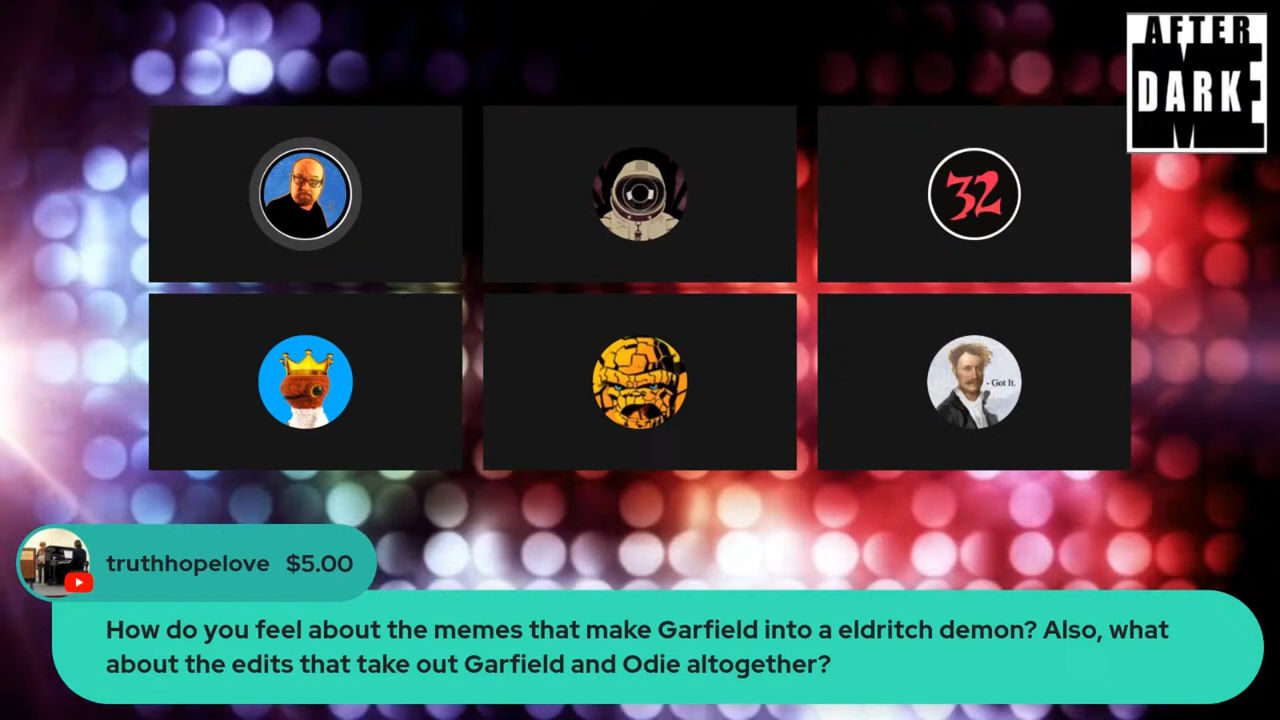 AFTER
DARK
32
- Got It.
truthhopelove $5.00
How do you feel about the memes that make Garfield into a eldritch demon? Also, what
about the edits that take out Garfield and Odie altogether?